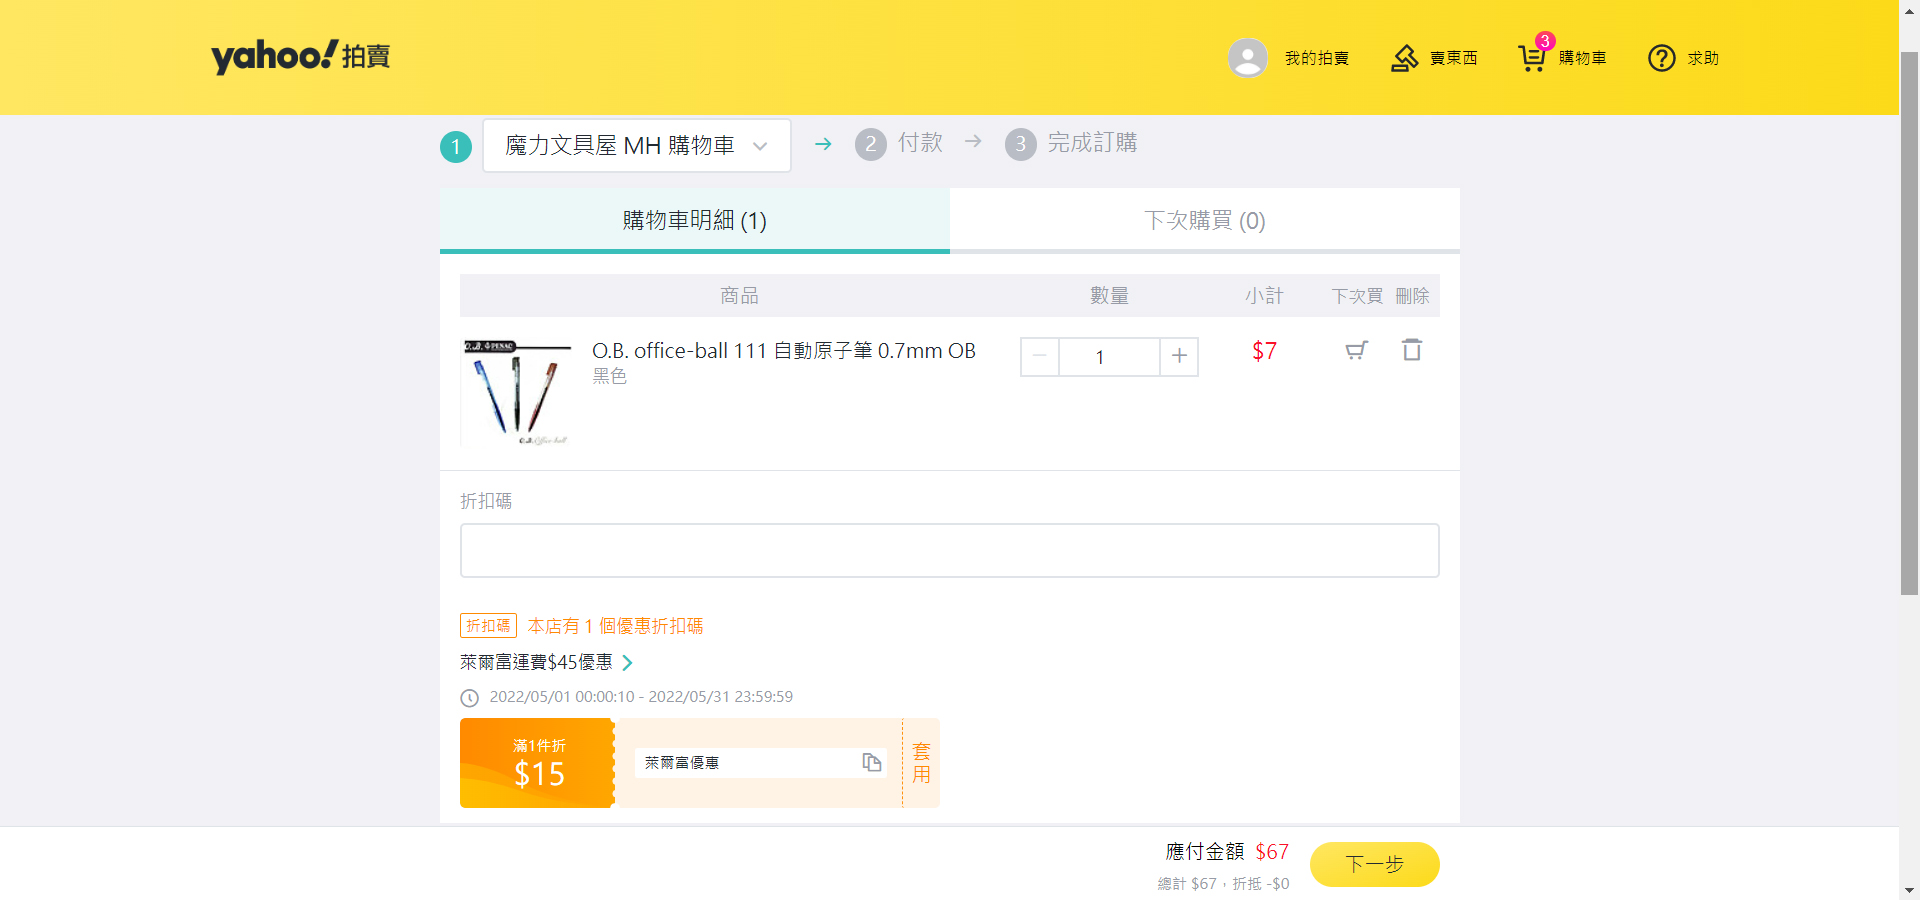 yahoo!拍賣
我的拍賣
賣東西
3
購物車
求助
1
魔力文具屋 MH 購物車
2
付款
3
完成訂購
購物車明細 (1)
下次購買 (0)
商品
數量
小計
下次買
刪除
O.B. PENAC
O.B. Office-ball
O.B. office-ball 111 自動原子筆 0.7mm OB
黑色
1
$7
折扣碼
折扣碼
本店有 1 個優惠折扣碼
萊爾富運費$45優惠
2022/05/01 00:00:10 - 2022/05/31 23:59:59
滿1件折
$15
萊爾富優惠
套用
應付金額 $67
總計 $67，折抵 -$0
下一步